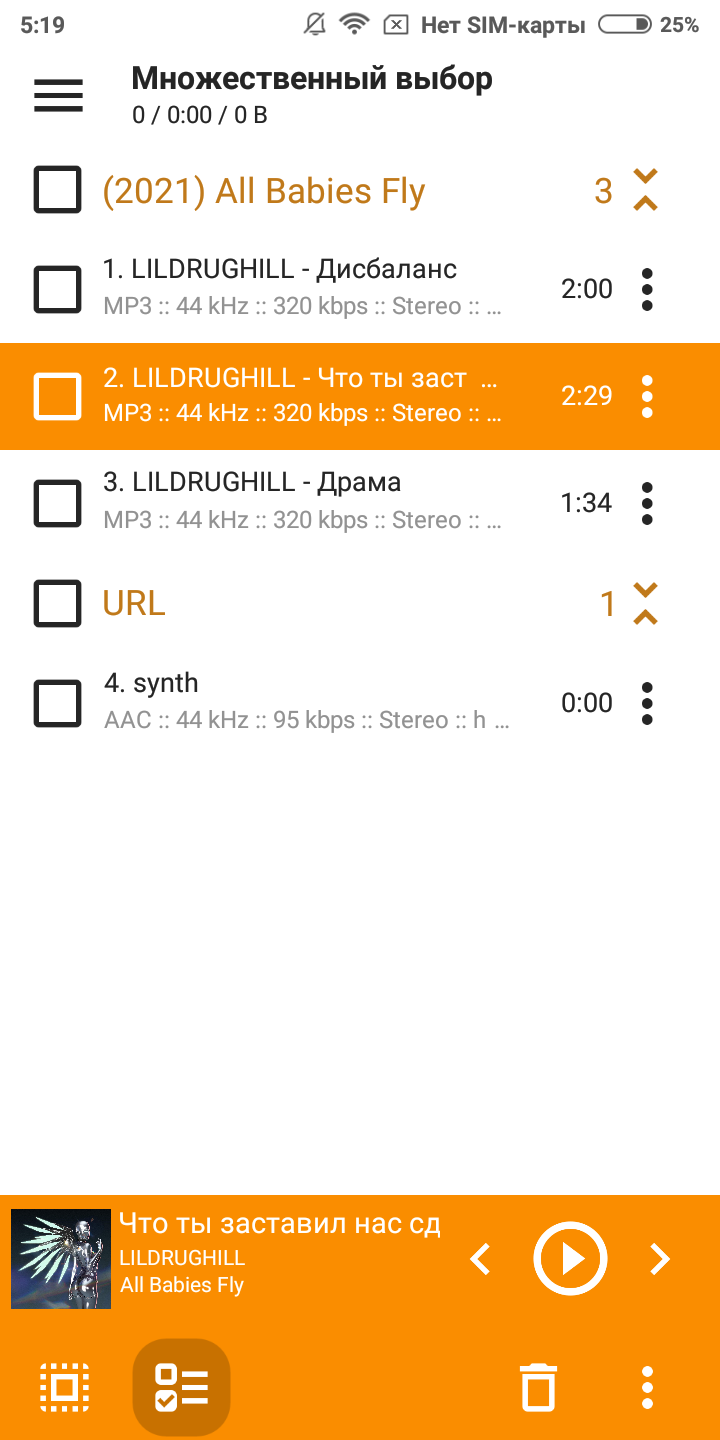 5:19 Нет SIM-карты 25%
Множественный выбор
0 / 0:00 / 0 B
(2021) All Babies Fly 3
1. LILDRUGHILL - Дисбаланс 2:00
MP3 :: 44 kHz :: 320 kbps :: Stereo :: ...
2. LILDRUGHILL - Что ты заст ... 2:29
MP3 :: 44 kHz :: 320 kbps :: Stereo :: ...
3. LILDRUGHILL - Драма 1:34
MP3 :: 44 kHz :: 320 kbps :: Stereo :: ...
URL 1
4. synth 0:00
AAC :: 44 kHz :: 95 kbps :: Stereo :: h ...
Что ты заставил нас сд
LILDRUGHILL
All Babies Fly